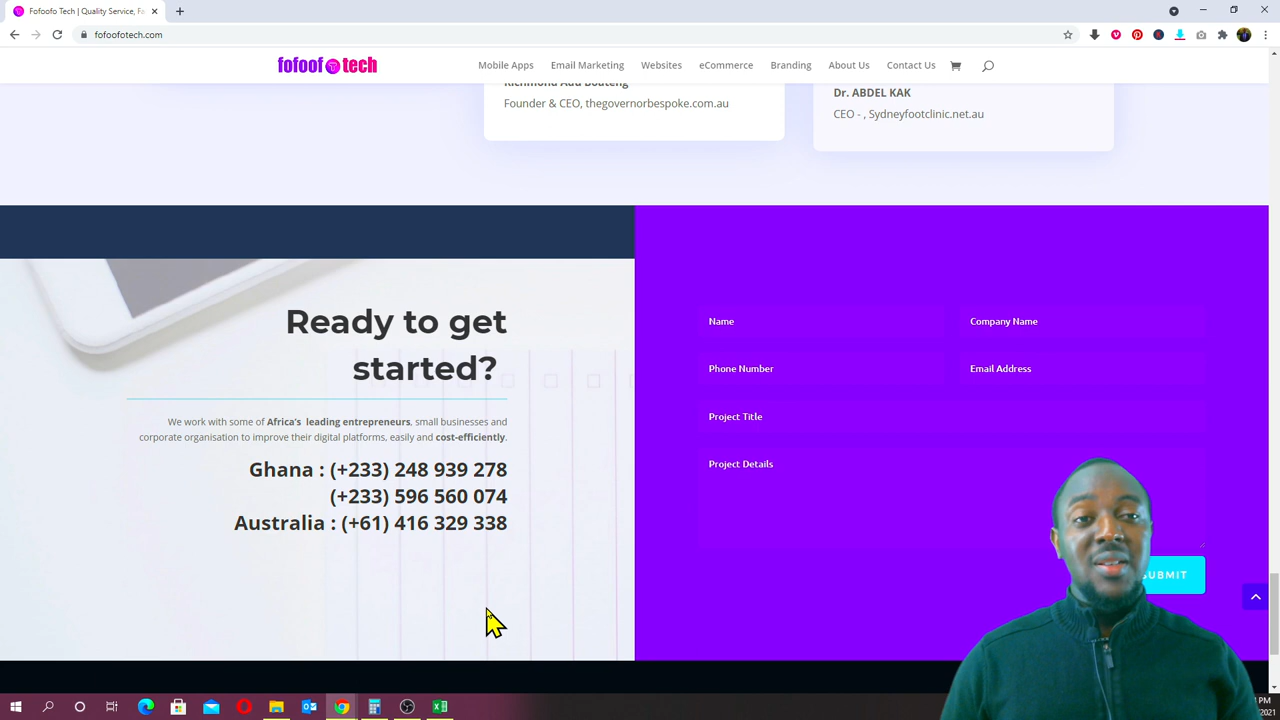 Fofoofo Tech | Quality Service, Fa
fofoofotech.com
fofoof tech
Mobile Apps
Email Marketing
Websites
eCommerce
Branding
About Us
Contact Us
Founder & CEO, thegovernorbespoke.com.au
Dr. ABDEL KAK
CEO - , Sydneyfootclinic.net.au
Ready to get
started?
We work with some of Africa's leading entrepreneurs, small businesses and
corporate organisation to improve their digital platforms, easily and cost-efficiently.
Ghana : (+233) 248 939 278
(+233) 596 560 074
Australia : (+61) 416 329 338
Name
Company Name
Phone Number
Email Address
Project Title
Project Details
SUBMIT
PM
2021